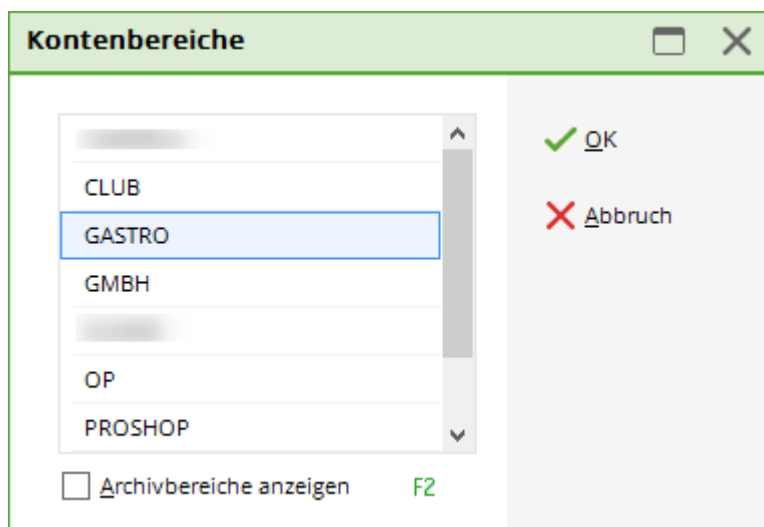 Kontenbereiche
CLUB
GASTRO
GMBH
OP
PROSHOP
Archivbereiche anzeigen F2
OK
Abbruch